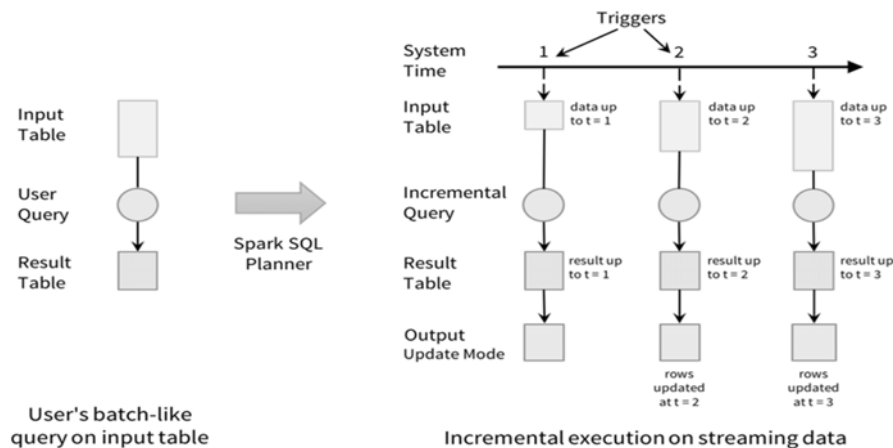 Triggers
System
Time
1
2
3
Input
Table
data up
to t = 1
data up
to t = 2
data up
to t = 3
Input
Table
User
Query
Incremental
Query
Spark SQL
Planner
Result
Table
Result
Table
result up
to t = 1
result up
to t = 2
result up
to t = 3
Output
Update Mode
rows
updated
at t = 2
rows
updated
at t = 3
User's batch-like
query on input table
Incremental execution on streaming data